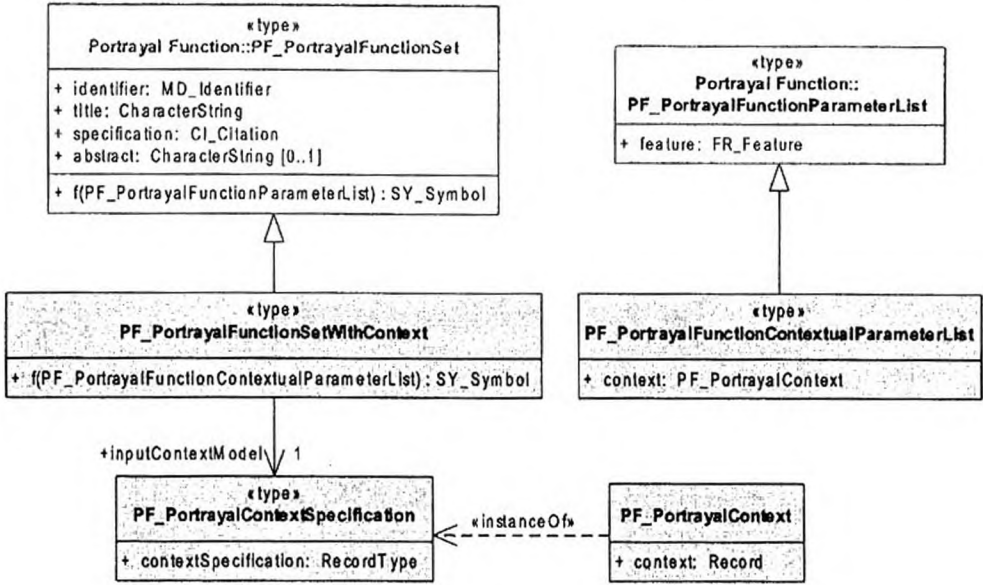 «type»
Portrayal Function::PF_PortrayalFunctionSet
+ identifier: MD_Identifier
+ title: CharacterString
+ specification: CI_Citation
+ abstract: CharacterString [0..1]
+ f(PF_PortrayalFunctionParameterList) : SY_Symbol
«type»
Portrayal Function::
PF_PortrayalFunctionParameterList
+ feature: FR_Feature
«type»
PF_PortrayalFunctionSetWithContext
+ f(PF_PortrayalFunctionContextualParameterList) : SY_Symbol
«type»
PF_PortrayalFunctionContextualParameterList
+ context: PF_PortrayalContext
+inputContextModel 1
«type»
PF_PortrayalContextSpecification
+ contextSpecification: RecordType
«instanceOf»
PF_PortrayalContext
+ context: Record